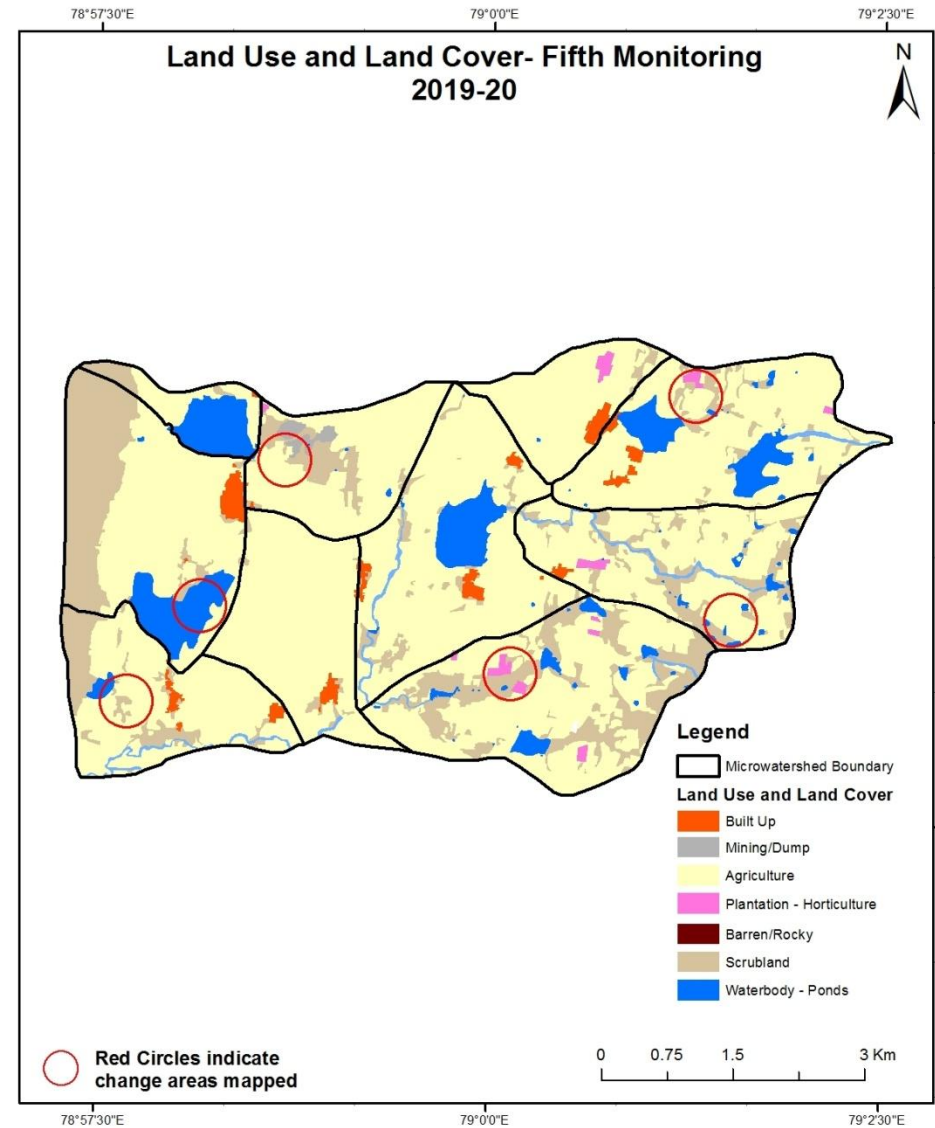 78°57'30"E 79°0'0"E 79°2'30"E
Land Use and Land Cover- Fifth Monitoring
2019-20
N
Legend
Microwatershed Boundary
Land Use and Land Cover
Built Up
Mining/Dump
Agriculture
Plantation - Horticulture
Barren/Rocky
Scrubland
Waterbody - Ponds
Red Circles indicate
change areas mapped
0 0.75 1.5 3 Km
78°57'30"E 79°0'0"E 79°2'30"E